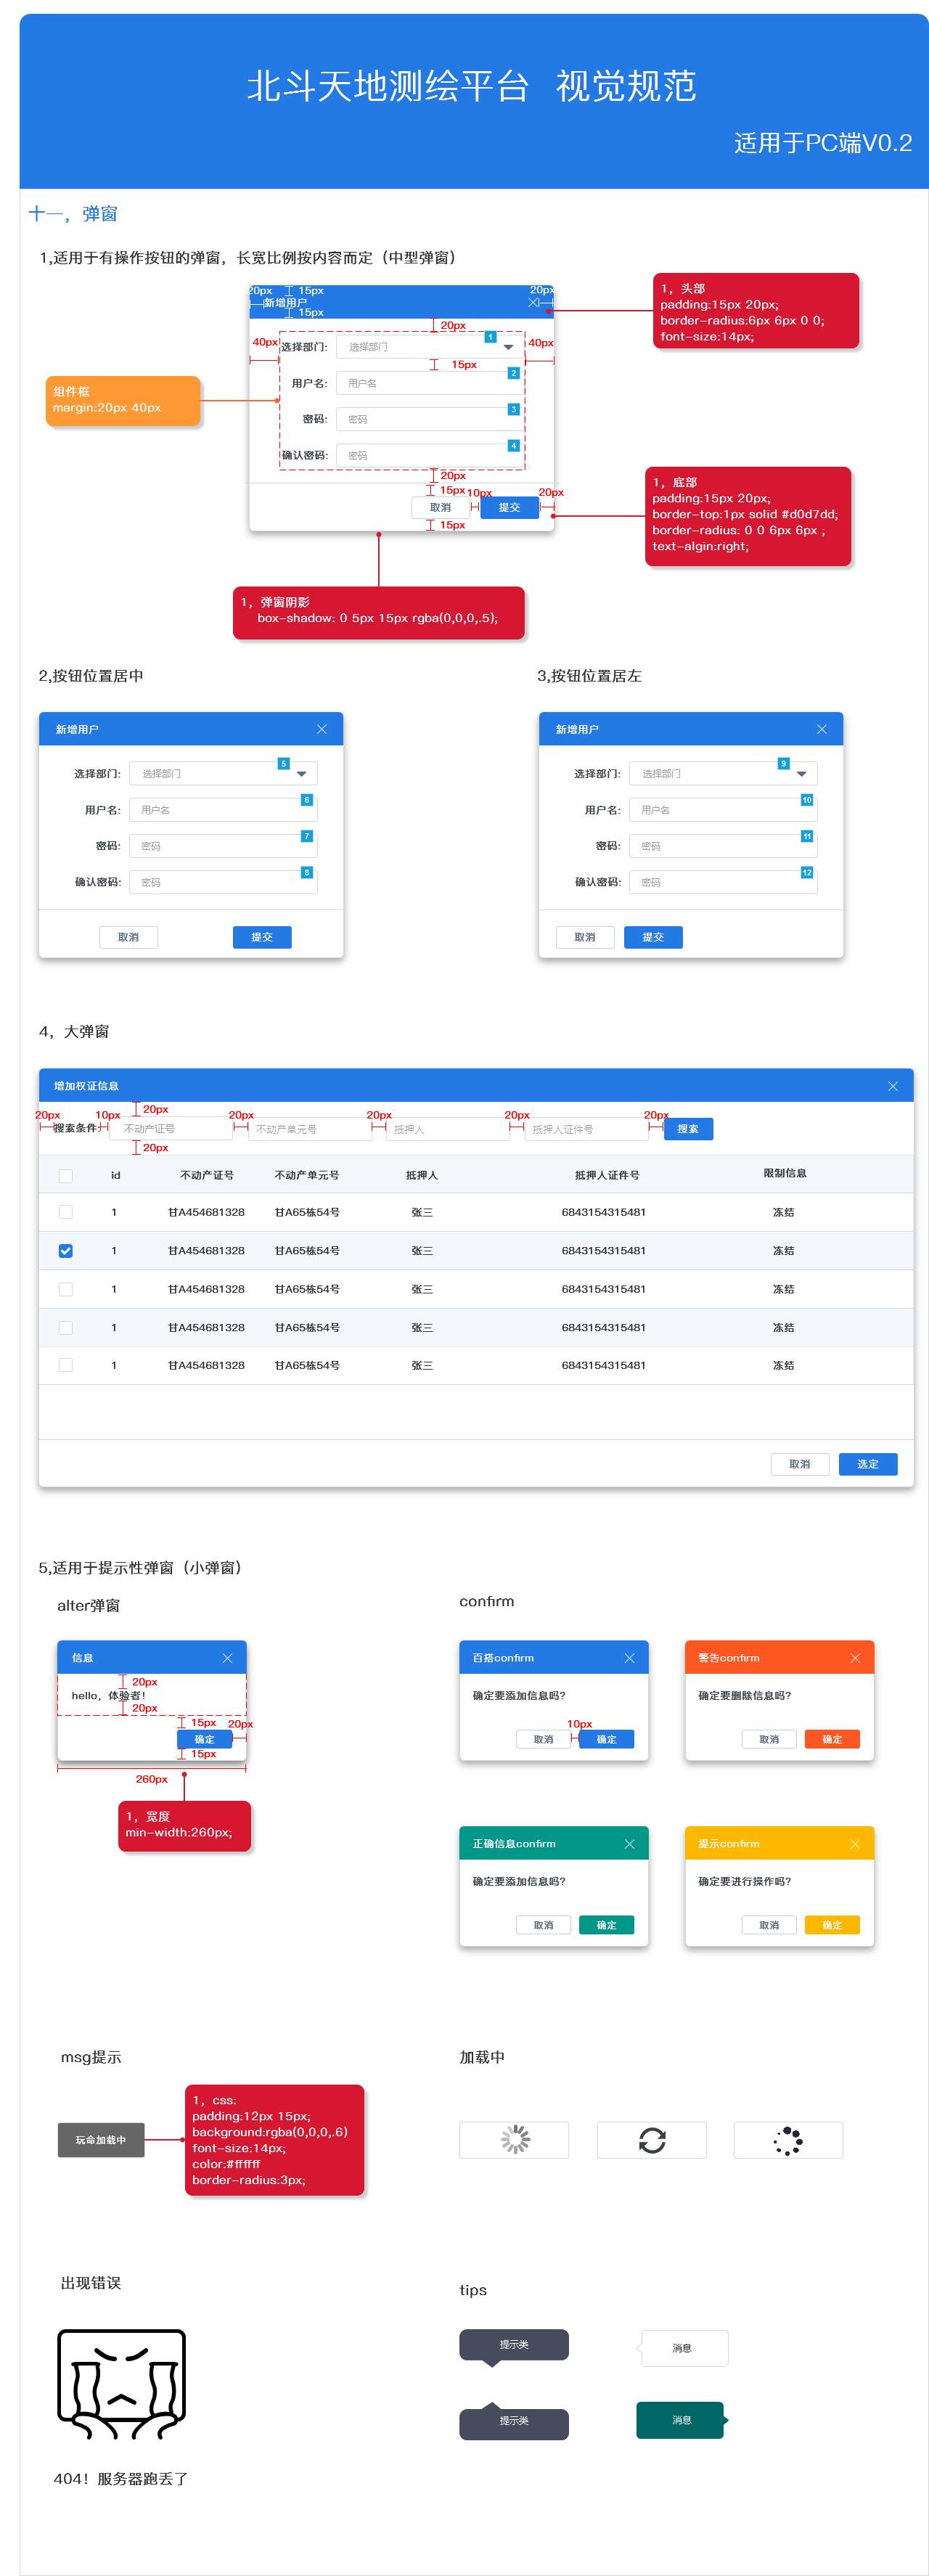 北斗天地测绘平台 视觉规范
适用于PC端V0.2
十一，弹窗
1,适用于有操作按钮的弹窗，长宽比例按内容而定（中型弹窗）
20px 15px 20px
新增用户
15px
1，头部
padding:15px 20px;
border-radius:6px 6px 0 0;
font-size:14px;
20px
40px 选择部门: 选择部门 1 40px
15px
用户名: 用户名 2
密码: 密码 3
确认密码: 密码 4
组件框
margin:20px 40px
20px
15px 10px 20px
取消 提交
15px
1，底部
padding:15px 20px;
border-top:1px solid #d0d7dd;
border-radius: 0 0 6px 6px ;
text-algin:right;
1，弹窗阴影
box-shadow: 0 5px 15px rgba(0,0,0,.5);
2,按钮位置居中
3,按钮位置居左
新增用户
选择部门: 选择部门 5
用户名: 用户名 6
密码: 密码 7
确认密码: 密码 8
取消 提交
新增用户
选择部门: 选择部门 9
用户名: 用户名 10
密码: 密码 11
确认密码: 密码 12
取消 提交
4，大弹窗
增加权证信息
20px 10px 20px 20px 20px 20px 20px
搜索条件: 不动产证号 不动产单元号 抵押人 抵押人证件号 搜索
20px
id 不动产证号 不动产单元号 抵押人 抵押人证件号 限制信息
1 甘A454681328 甘A65栋54号 张三 6843154315481 冻结
1 甘A454681328 甘A65栋54号 张三 6843154315481 冻结
1 甘A454681328 甘A65栋54号 张三 6843154315481 冻结
1 甘A454681328 甘A65栋54号 张三 6843154315481 冻结
1 甘A454681328 甘A65栋54号 张三 6843154315481 冻结
取消 选定
5,适用于提示性弹窗（小弹窗）
alter弹窗
confirm
信息
20px
hello，体验者!
20px
15px 20px
确定
15px
260px
1，宽度
min-width:260px;
百搭confirm
确定要添加信息吗?
10px
取消 确定
警告confirm
确定要删除信息吗?
取消 确定
正确信息confirm
确定要添加信息吗?
取消 确定
提示confirm
确定要进行操作吗?
取消 确定
msg提示
加载中
玩命加载中
1，css:
padding:12px 15px;
background:rgba(0,0,0,.6)
font-size:14px;
color:#ffffff
border-radius:3px;
出现错误
tips
提示类
消息
提示类
消息
404！服务器跑丢了